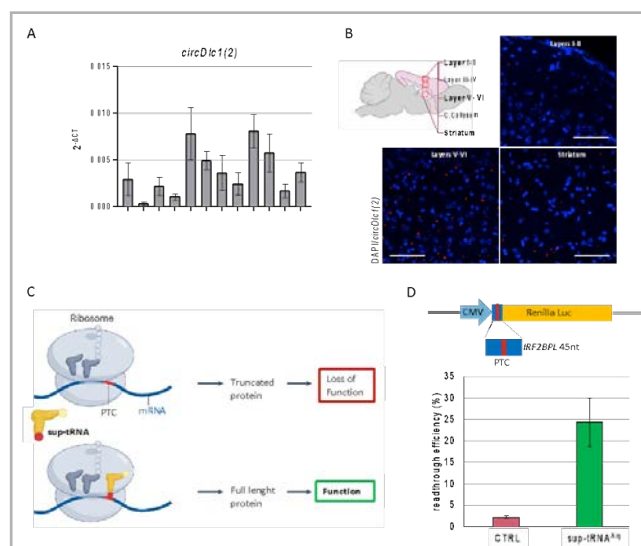 A
circDlc1(2)
2-ΔCT
0.015
0.010
0.005
0.000
B
Layer I-II
Layer III-IV
Layer V- VI
C. Callosum
Striatum
Layers I-II
Layers V-VI
Striatum
DAPI/circDlc1(2)
C
Ribosome
PTC
mRNA
Truncated
protein
Loss of
Function
sup-tRNA
Full lenght
protein
Function
D
CMV
Renilla Luc
IRF2BPL 45nt
PTC
readthrough efficiency (%)
35
30
25
20
15
10
5
0
CTRL
sup-tRNA